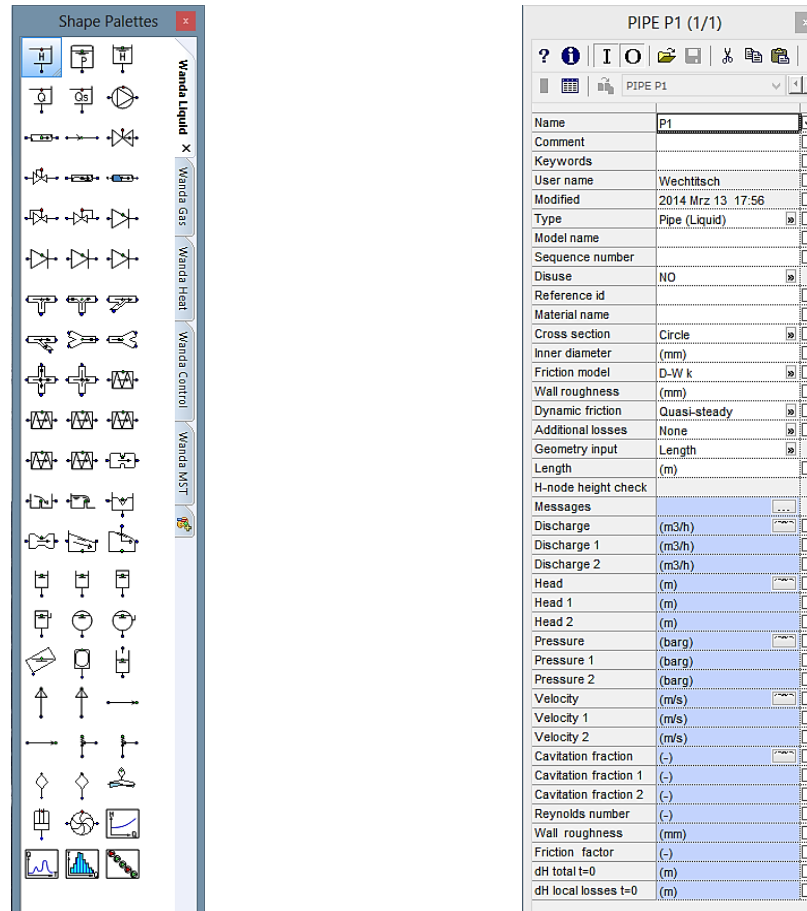 Shape Palettes
x
Wanda Liquid
Wanda Gas
Wanda Heat
Wanda Control
Wanda MST
H
P
H
Q
Qs
PIPE P1 (1/1)
? i I O
PIPE P1
Name P1
Comment
Keywords
User name Wechtitsch
Modified 2014 Mrz 13 17:56
Type Pipe (Liquid) »
Model name
Sequence number
Disuse NO »
Reference id
Material name
Cross section Circle »
Inner diameter (mm)
Friction model D-W k »
Wall roughness (mm)
Dynamic friction Quasi-steady »
Additional losses None »
Geometry input Length »
Length (m)
H-node height check
Messages ...
Discharge (m3/h)
Discharge 1 (m3/h)
Discharge 2 (m3/h)
Head (m)
Head 1 (m)
Head 2 (m)
Pressure (barg)
Pressure 1 (barg)
Pressure 2 (barg)
Velocity (m/s)
Velocity 1 (m/s)
Velocity 2 (m/s)
Cavitation fraction (-)
Cavitation fraction 1 (-)
Cavitation fraction 2 (-)
Reynolds number (-)
Wall roughness (mm)
Friction factor (-)
dH total t=0 (m)
dH local losses t=0 (m)